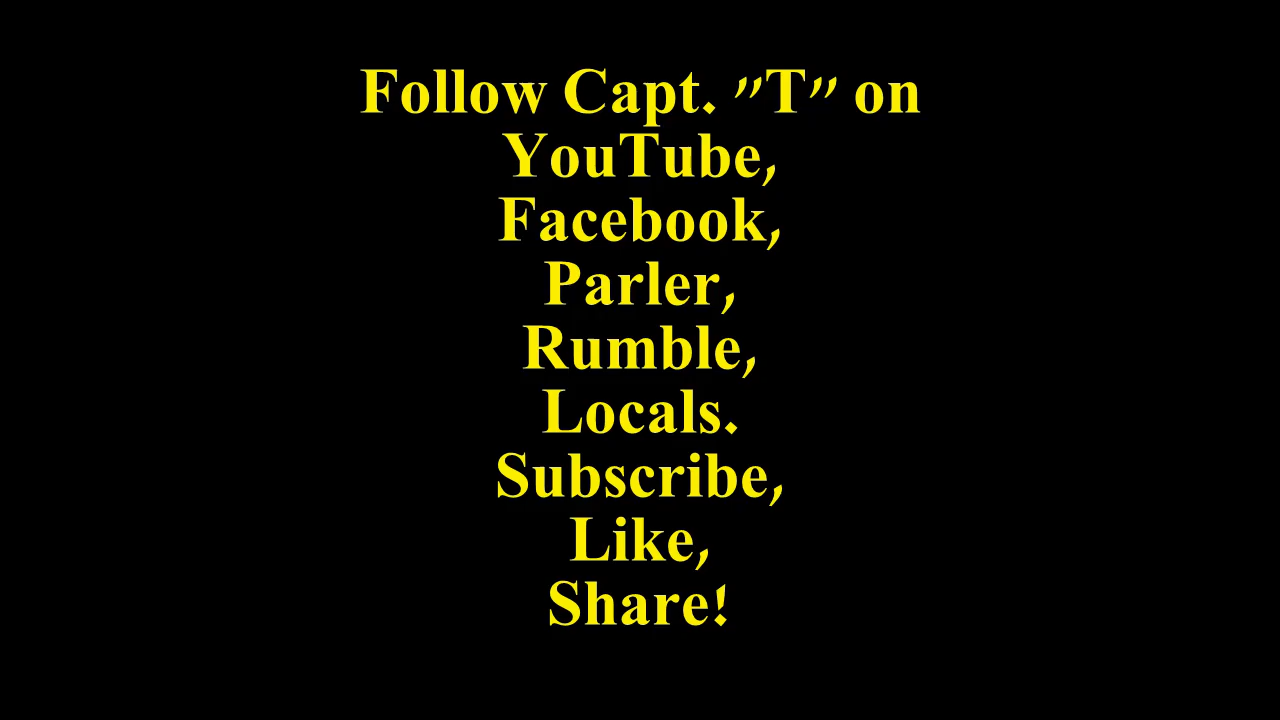 Follow Capt. "T" on
YouTube,
Facebook,
Parler,
Rumble,
Locals.
Subscribe,
Like,
Share!